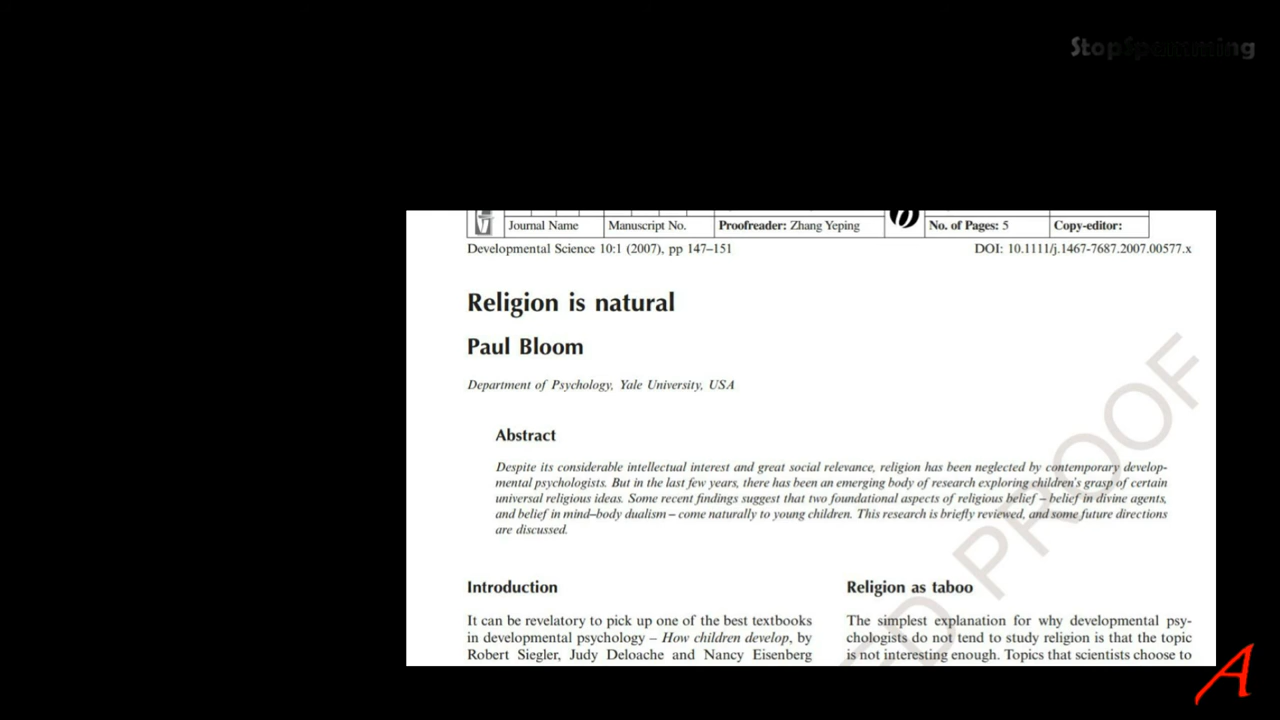 StopSpamming
Journal Name Manuscript No. Proofreader: Zhang Yeping No. of Pages: 5 Copy-editor:
Developmental Science 10:1 (2007), pp 147–151 DOI: 10.1111/j.1467-7687.2007.00577.x
Religion is natural
Paul Bloom
Department of Psychology, Yale University, USA
Abstract
Despite its considerable intellectual interest and great social relevance, religion has been neglected by contemporary develop-
mental psychologists. But in the last few years, there has been an emerging body of research exploring children's grasp of certain
universal religious ideas. Some recent findings suggest that two foundational aspects of religious belief – belief in divine agents,
and belief in mind–body dualism – come naturally to young children. This research is briefly reviewed, and some future directions
are discussed.
Introduction
It can be revelatory to pick up one of the best textbooks
in developmental psychology – How children develop, by
Robert Siegler, Judy Deloache and Nancy Eisenberg
Religion as taboo
The simplest explanation for why developmental psy-
chologists do not tend to study religion is that the topic
is not interesting enough. Topics that scientists choose to
ED PROOF
A